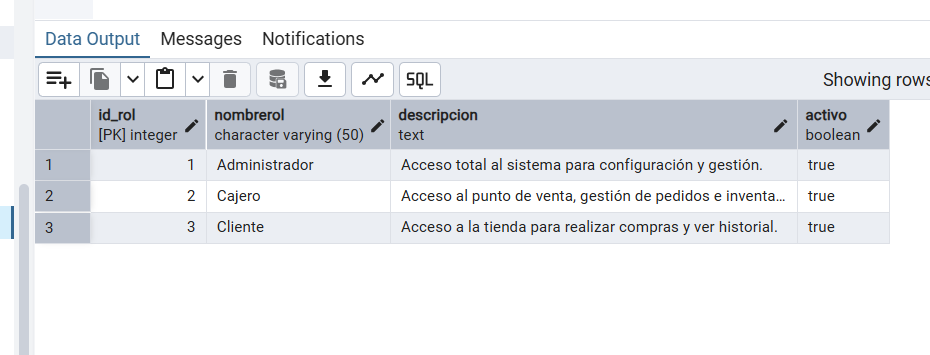 Data Output Messages Notifications
SQL Showing rows
id_rol nombrerol descripcion activo
[PK] integer character varying (50) text boolean
1 1 Administrador Acceso total al sistema para configuración y gestión. true
2 2 Cajero Acceso al punto de venta, gestión de pedidos e inventa… true
3 3 Cliente Acceso a la tienda para realizar compras y ver historial. true